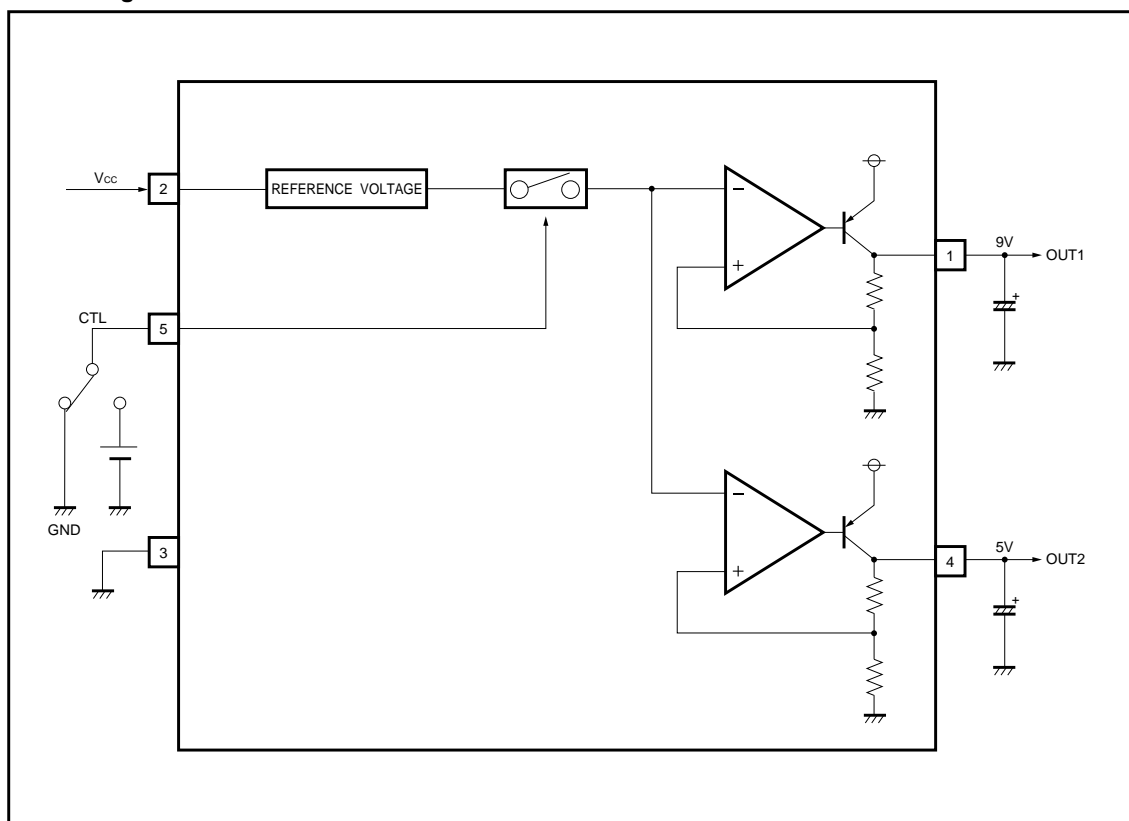 g
Vcc
2
REFERENCE VOLTAGE
−
+
1
9V
OUT1
+
CTL
5
GND
3
−
+
4
5V
OUT2
+